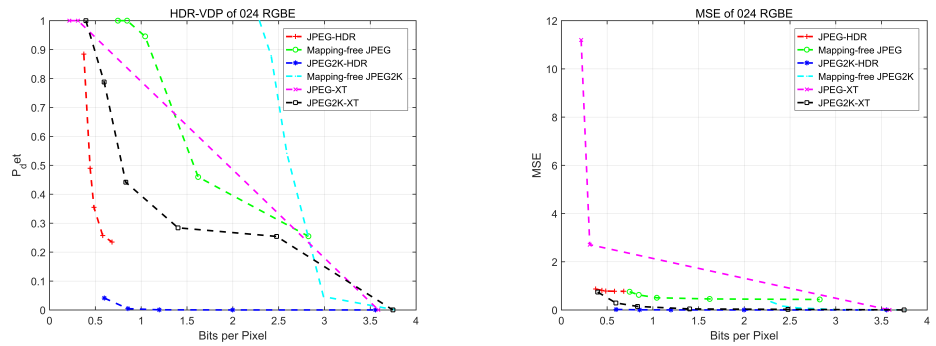 HDR-VDP of 024 RGBE
1
0.9
0.8
0.7
0.6
0.5
0.4
0.3
0.2
0.1
0
P_det
0 0.5 1 1.5 2 2.5 3 3.5 4
Bits per Pixel
JPEG-HDR
Mapping-free JPEG
JPEG2K-HDR
Mapping-free JPEG2K
JPEG-XT
JPEG2K-XT
MSE of 024 RGBE
12
10
8
6
4
2
0
MSE
0 0.5 1 1.5 2 2.5 3 3.5 4
Bits per Pixel
JPEG-HDR
Mapping-free JPEG
JPEG2K-HDR
Mapping-free JPEG2K
JPEG-XT
JPEG2K-XT